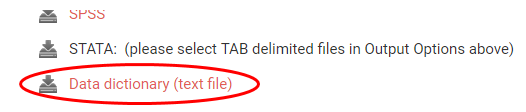 SPSS
STATA: (please select TAB delimited files in Output Options above)
Data dictionary (text file)